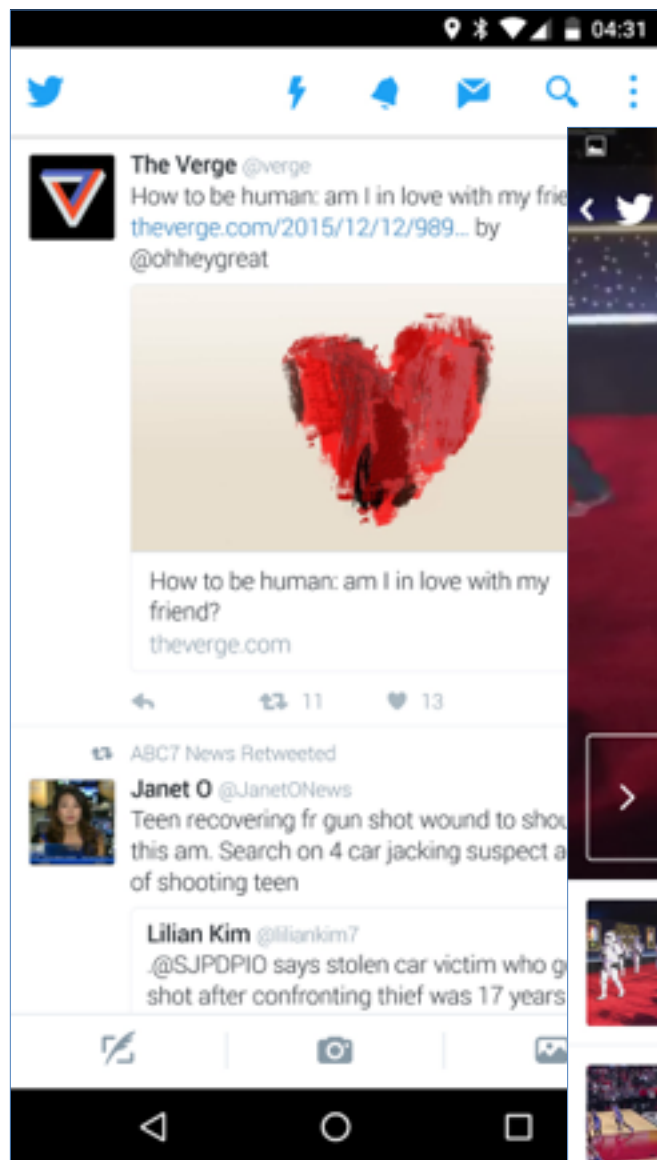 04:31
The Verge @verge
How to be human: am I in love with my frie
theverge.com/2015/12/12/989... by
@ohheygreat
How to be human: am I in love with my
friend?
theverge.com
11 13
ABC7 News Retweeted
Janet O @JanetONews
Teen recovering fr gun shot wound to shou
this am. Search on 4 car jacking suspect a
of shooting teen
Lilian Kim @liliankim7
.@SJPDPIO says stolen car victim who g
shot after confronting thief was 17 years